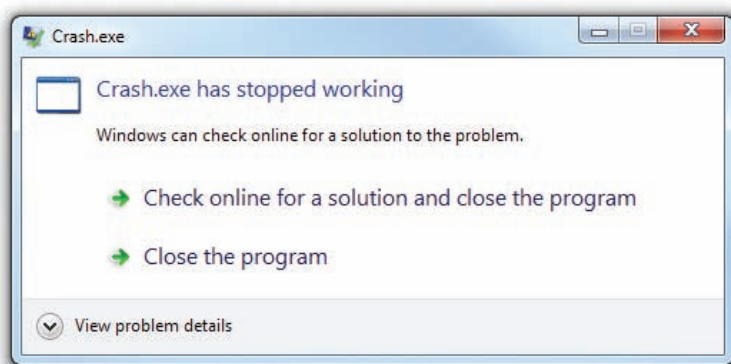 Crash.exe
Crash.exe has stopped working
Windows can check online for a solution to the problem.
Check online for a solution and close the program
Close the program
View problem details